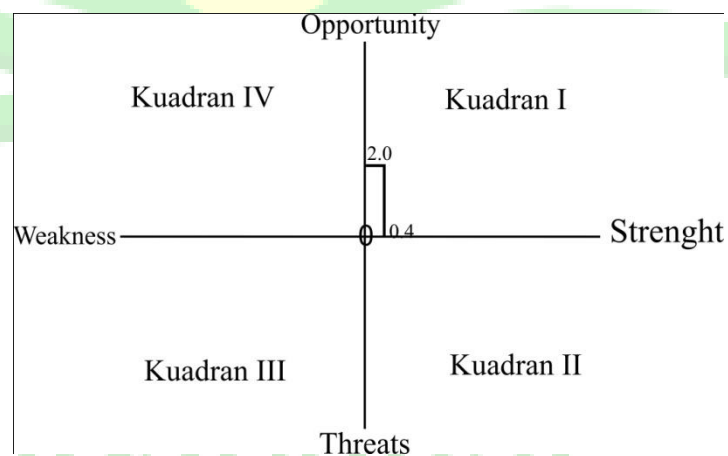 Opportunity
Kuadran IV
Kuadran I
2.0
Weakness
0
0.4
Strenght
Kuadran III
Kuadran II
Threats